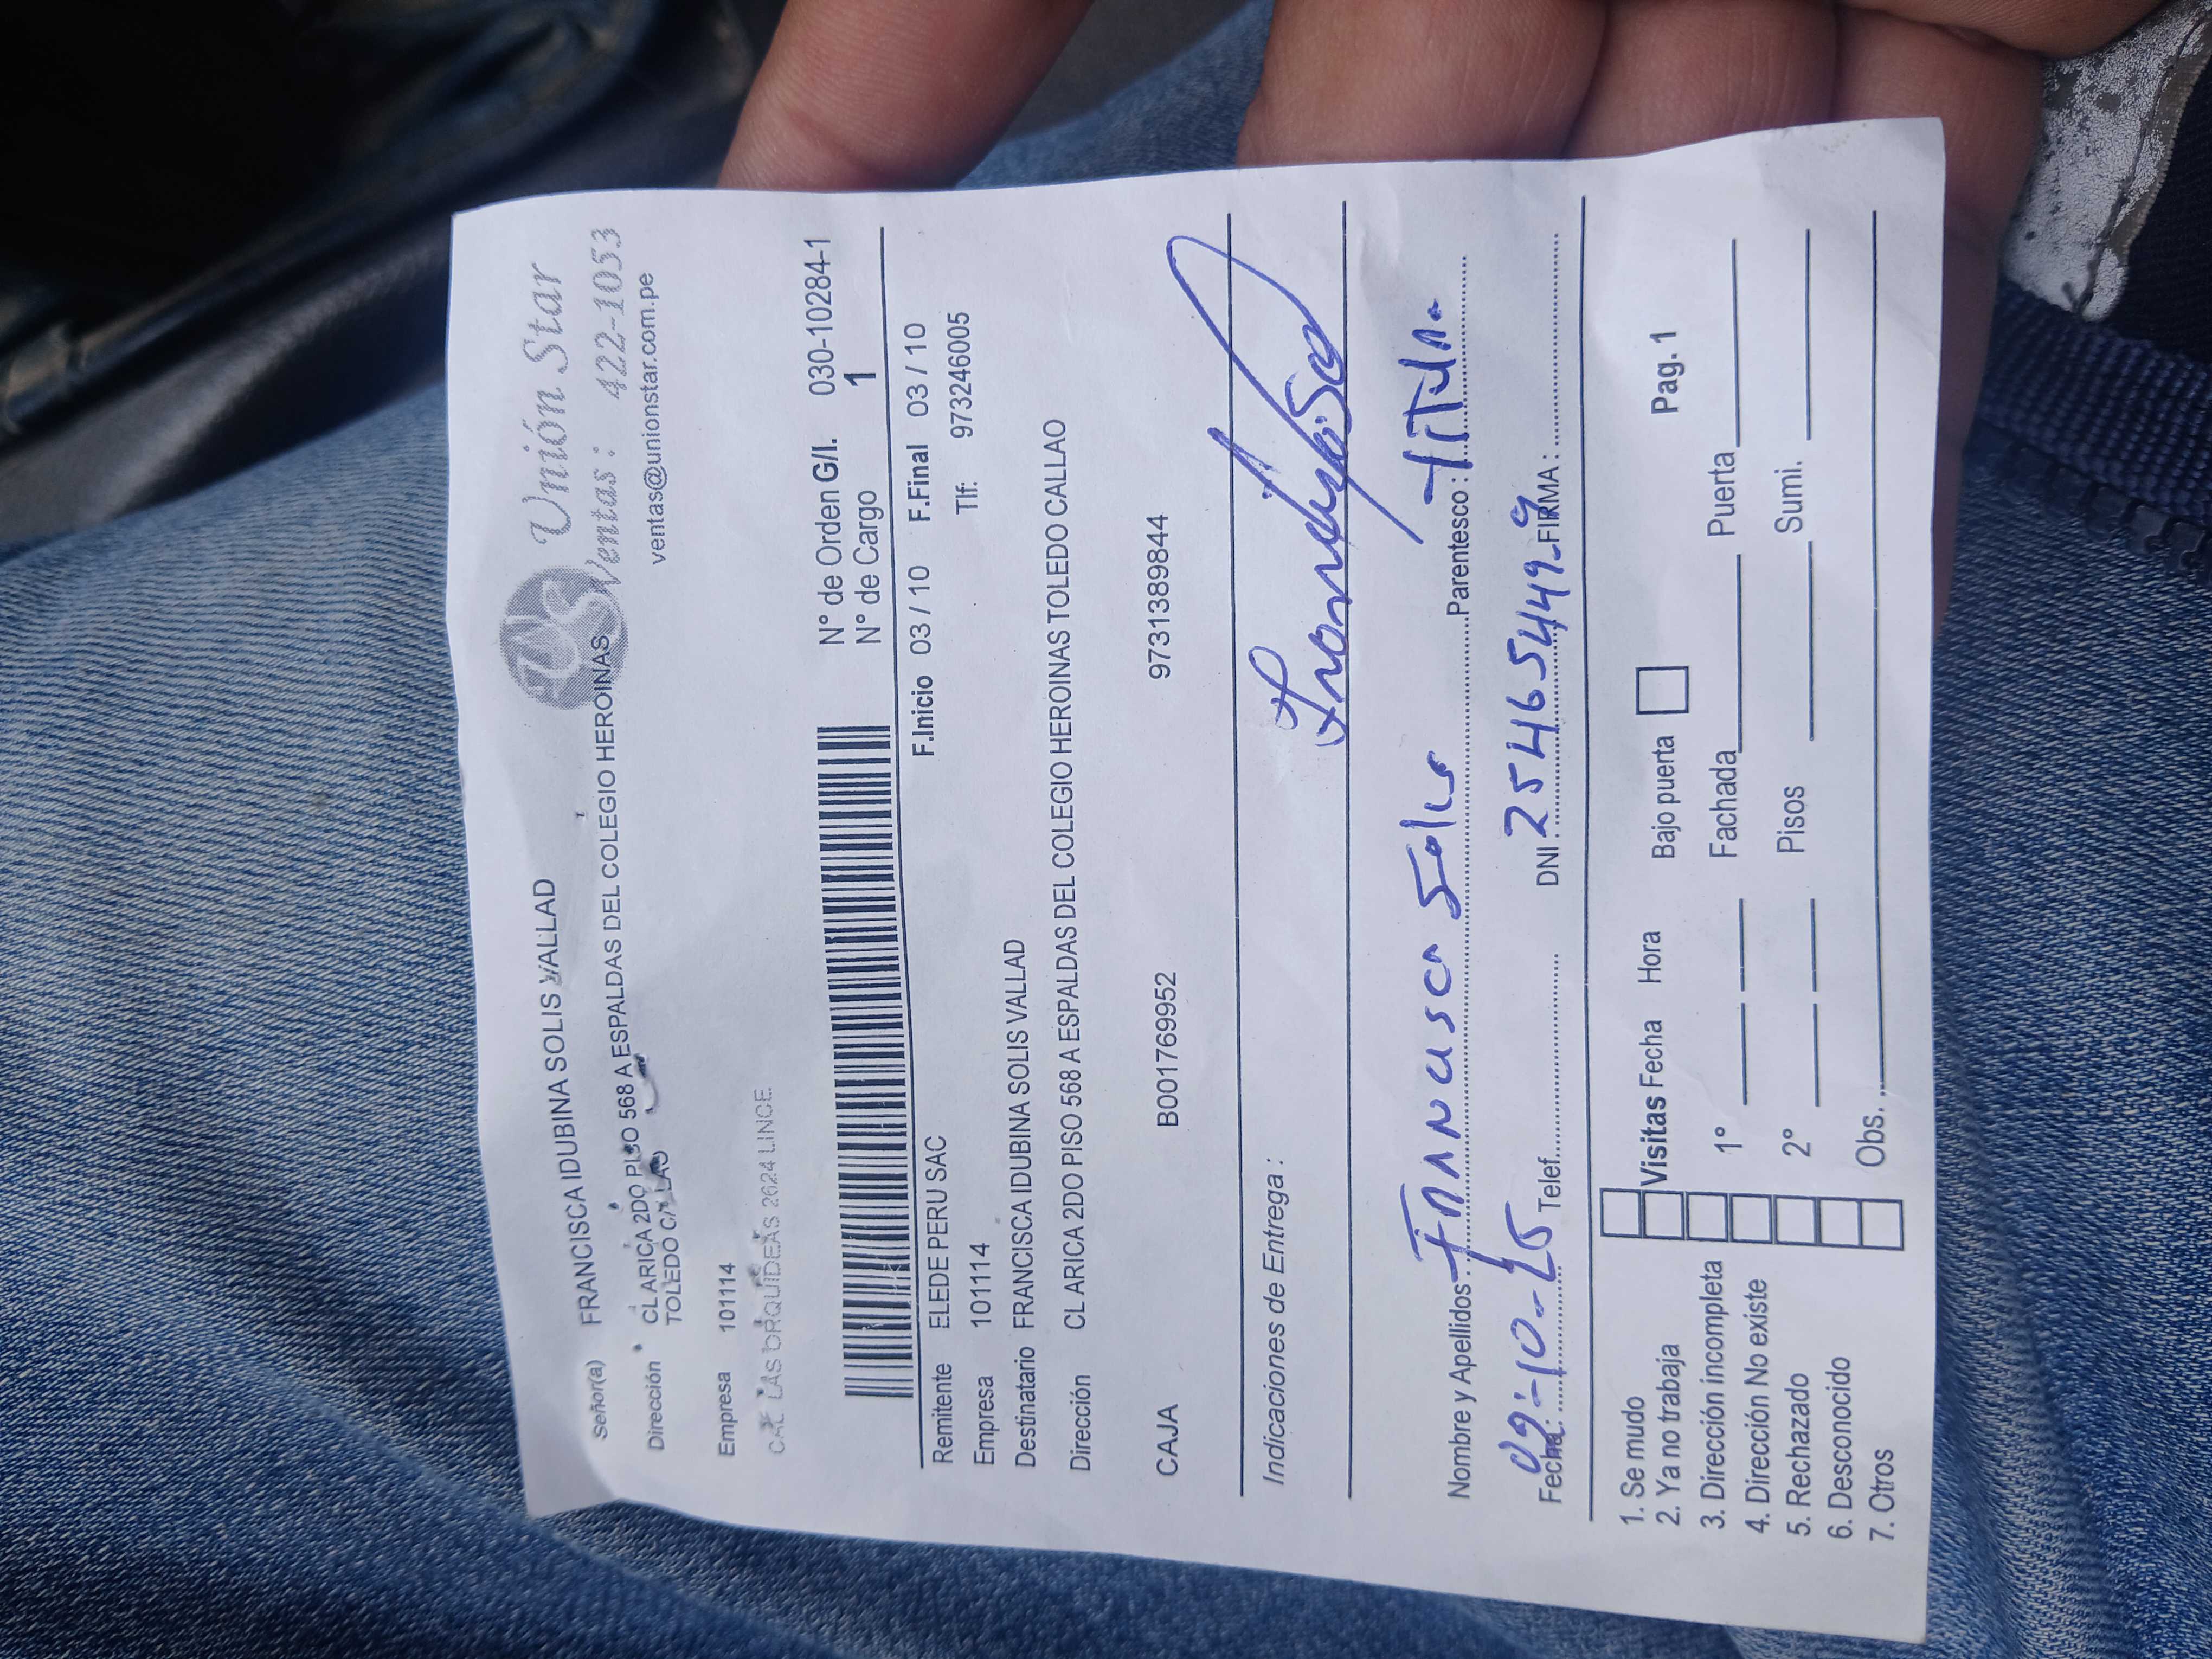 Unión Star
Ventas: 422-1053
ventas@unionstar.com.pe
Señor(a) FRANCISCA IDUBINA SOLIS VALLAD
Dirección CL ARICA 2DO PISO 568 A ESPALDAS DEL COLEGIO HEROINAS
TOLEDO CALLAO
Empresa 101114
CAL LAS ORQUIDEAS 2624 LINCE
N° de Orden G/I. 030-10284-1
N° de Cargo 1
F.Inicio 03 / 10 F.Final 03 / 10
Remitente ELEDE PERU SAC
Tlf. 973246005
Empresa 101114
Destinatario FRANCISCA IDUBINA SOLIS VALLAD
Dirección CL ARICA 2DO PISO 568 A ESPALDAS DEL COLEGIO HEROINAS TOLEDO CALLAO
CAJA B001769952 9731389844
Indicaciones de Entrega :
Nombre y Apellidos: Francisca Solis Parentesco : titular
Fecha: 09-10-25 Telef. DNI: 25465449-9 FIRMA :
1. Se mudo
2. Ya no trabaja
3. Dirección incompleta
4. Dirección No existe
5. Rechazado
6. Desconocido
7. Otros
Visitas Fecha Hora Bajo puerta Pag. 1
1° Fachada Puerta
2° Pisos Sumi.
Obs.